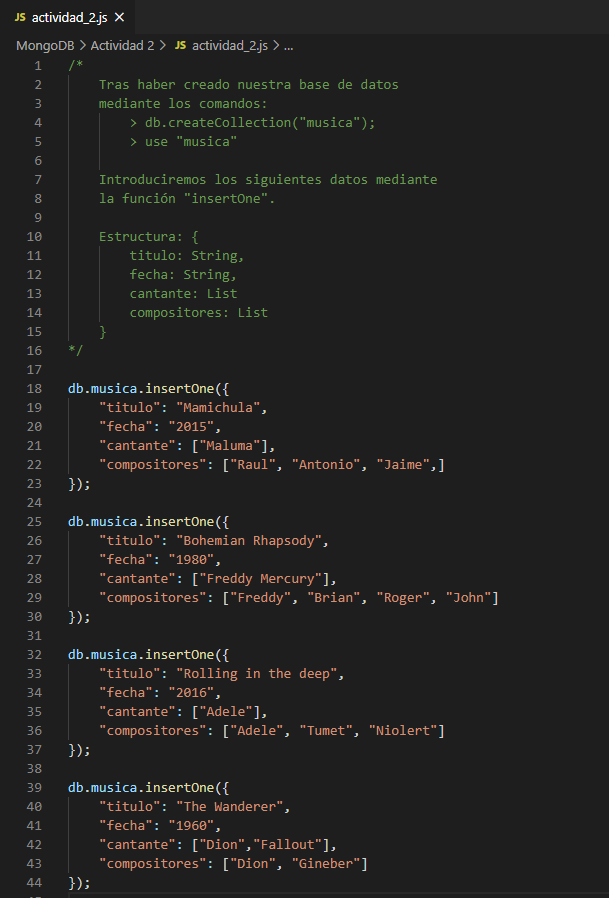 JS actividad_2.js ×
MongoDB > Actividad 2 > JS actividad_2.js > ...
1 /*
2     Tras haber creado nuestra base de datos
3     mediante los comandos:
4         > db.createCollection("musica");
5         > use "musica"
6
7     Introduciremos los siguientes datos mediante
8     la función "insertOne".
9
10     Estructura: {
11         titulo: String,
12         fecha: String,
13         cantante: List
14         compositores: List
15     }
16 */
17
18 db.musica.insertOne({
19     "titulo": "Mamichula",
20     "fecha": "2015",
21     "cantante": ["Maluma"],
22     "compositores": ["Raul", "Antonio", "Jaime",]
23 });
24
25 db.musica.insertOne({
26     "titulo": "Bohemian Rhapsody",
27     "fecha": "1980",
28     "cantante": ["Freddy Mercury"],
29     "compositores": ["Freddy", "Brian", "Roger", "John"]
30 });
31
32 db.musica.insertOne({
33     "titulo": "Rolling in the deep",
34     "fecha": "2016",
35     "cantante": ["Adele"],
36     "compositores": ["Adele", "Tumet", "Niolert"]
37 });
38
39 db.musica.insertOne({
40     "titulo": "The Wanderer",
41     "fecha": "1960",
42     "cantante": ["Dion","Fallout"],
43     "compositores": ["Dion", "Gineber"]
44 });